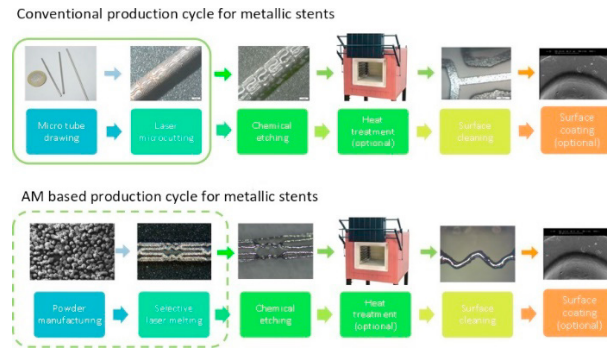 Conventional production cycle for metallic stents
Micro tube
drawing
Laser
microcutting
Chemical
etching
Heat
treatment
(optional)
Surface
cleaning
Surface
coating
(optional)
AM based production cycle for metallic stents
Powder
manufacturing
Selective
laser melting
Chemical
etching
Heat
treatment
(optional)
Surface
cleaning
Surface
coating
(optional)